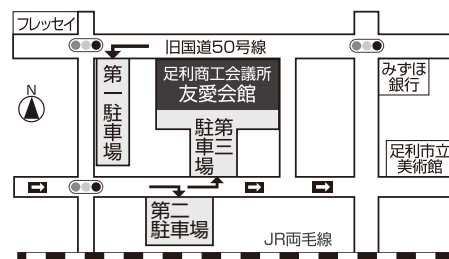 フレッセイ
旧国道50号線
足利商工会議所
友愛会館
みずほ
銀行
第一駐車場
第三
駐車場
N
足利市立
美術館
第二
駐車場
JR両毛線